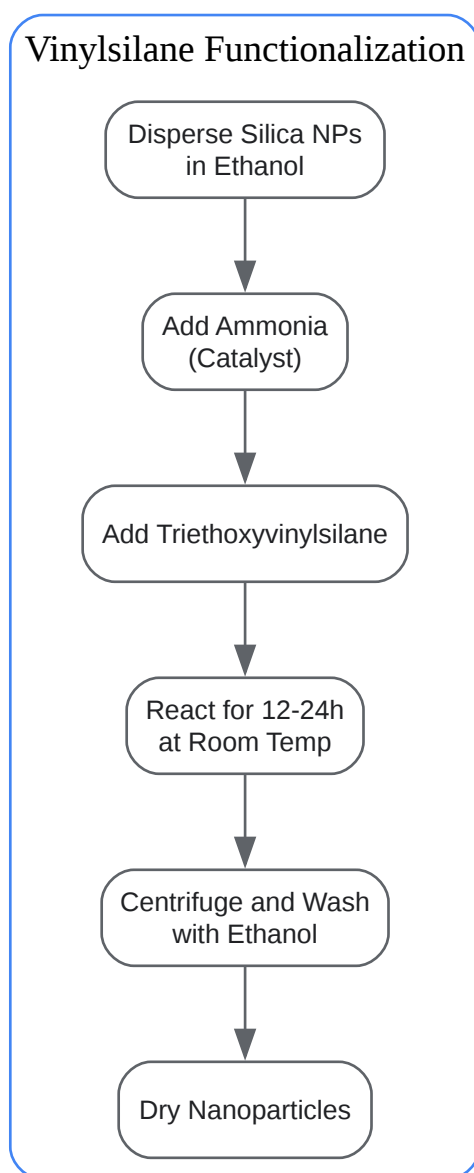 Vinylsilane Functionalization
Disperse Silica NPs
in Ethanol
Add Ammonia
(Catalyst)
Add Triethoxyvinylsilane
React for 12-24h
at Room Temp
Centrifuge and Wash
with Ethanol
Dry Nanoparticles